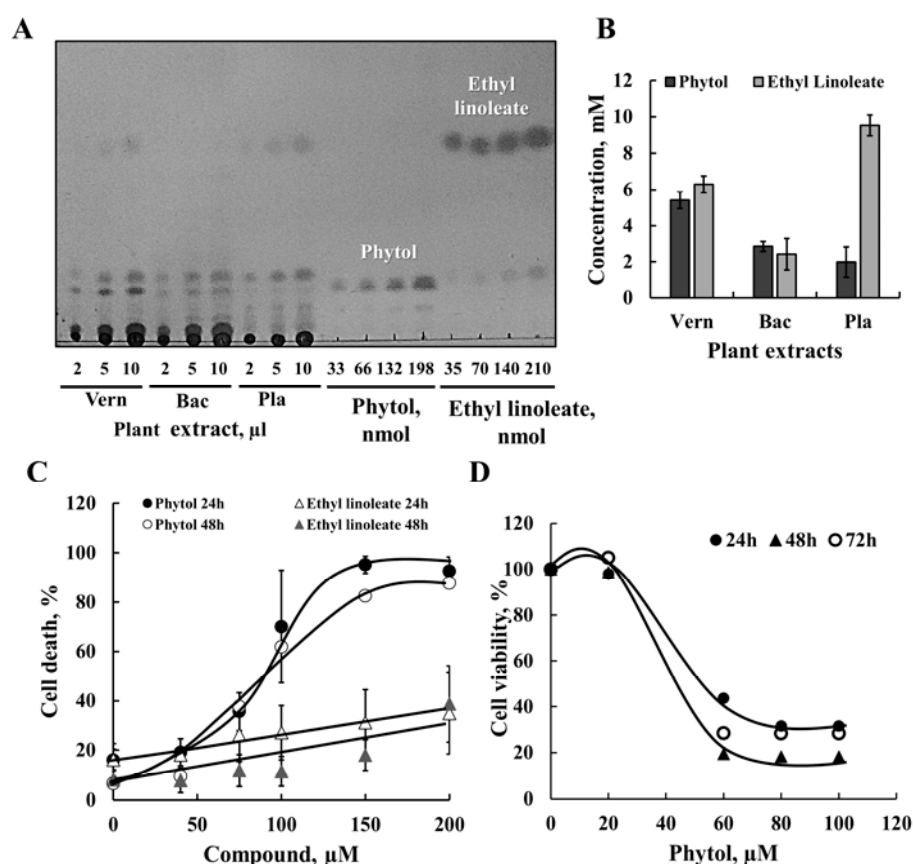 A
Ethyl
linoleate
Phytol
2 5 10 2 5 10 2 5 10 33 66 132 198 35 70 140 210
Vern Bac Pla Phytol, nmol Ethyl linoleate, nmol
Plant extract, µl
B
Phytol Ethyl Linoleate
12
10
8
6
4
2
0
Concentration, mM
Vern Bac Pla
Plant extracts
C
Phytol 24h Ethyl linoleate 24h
Phytol 48h Ethyl linoleate 48h
120
100
80
60
40
20
0
Cell death, %
0 50 100 150 200
Compound, µM
D
24h 48h 72h
120
100
80
60
40
20
0
Cell viability, %
0 20 40 60 80 100 120
Phytol, µM